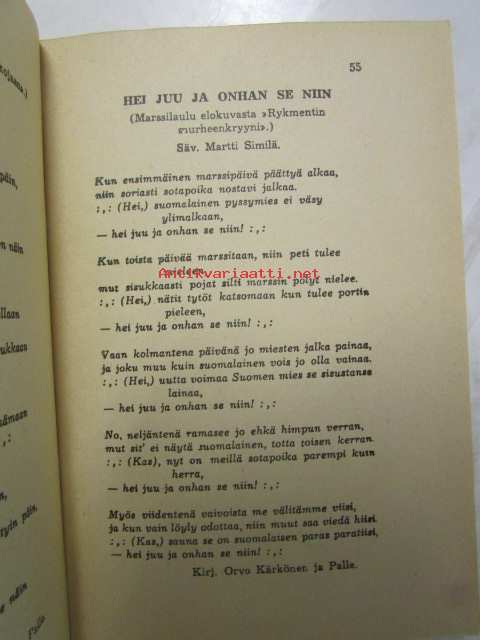 55
HEI JUU JA ONHAN SE NIIN
(Marssilaulu elokuvasta »Rykmentin
murheenkryyni».)
Säv. Martti Similä.
Kun ensimmäinen marssipäivä päättyä alkaa,
niin soriasti sotapoika nostavi jalkaa.
:,: (Hei,) suomalainen pyssymies ei väsy
ylimalkaan,
— hei juu ja onhan se niin! :,:
Kun toista päivää marssitaan, niin peti tulee
mieleen,
Antikvariaatti.net
mut sisukkaasti pojat silti marssin pölyt nielee.
:,: (Hei,) nätit tytöt katsomaan kun tulee portin
pieleen,
— hei juu ja onhan se niin! :,:
Vaan kolmantena päivänä jo miesten jalka painaa,
ja joku muu kuin suomalainen vois jo olla vainaa.
:,: (Hei,) uutta voimaa Suomen mies se sisustansa
lainaa,
— hei juu ja onhan se niin! :,:
No, neljäntenä ramasee jo ehkä himpun verran,
mut sit' ei näytä suomalainen, totta toisen kerran.
:,: (Kas), nyt on meillä sotapoika parempi kuin
herra,
— hei juu ja onhan se niin! :,:
Myös viidentenä vaivoista me välitämme viisi,
ja kun vain löyly odottaa, niin muut saa viedä hiisi.
:,: (Kas,) sauna se on suomalaisen paras paratiisi,
— hei juu ja onhan se niin! :,:
Kirj. Orvo Kärkönen ja Palle.
näin
:,:
niin,
näin
Palle